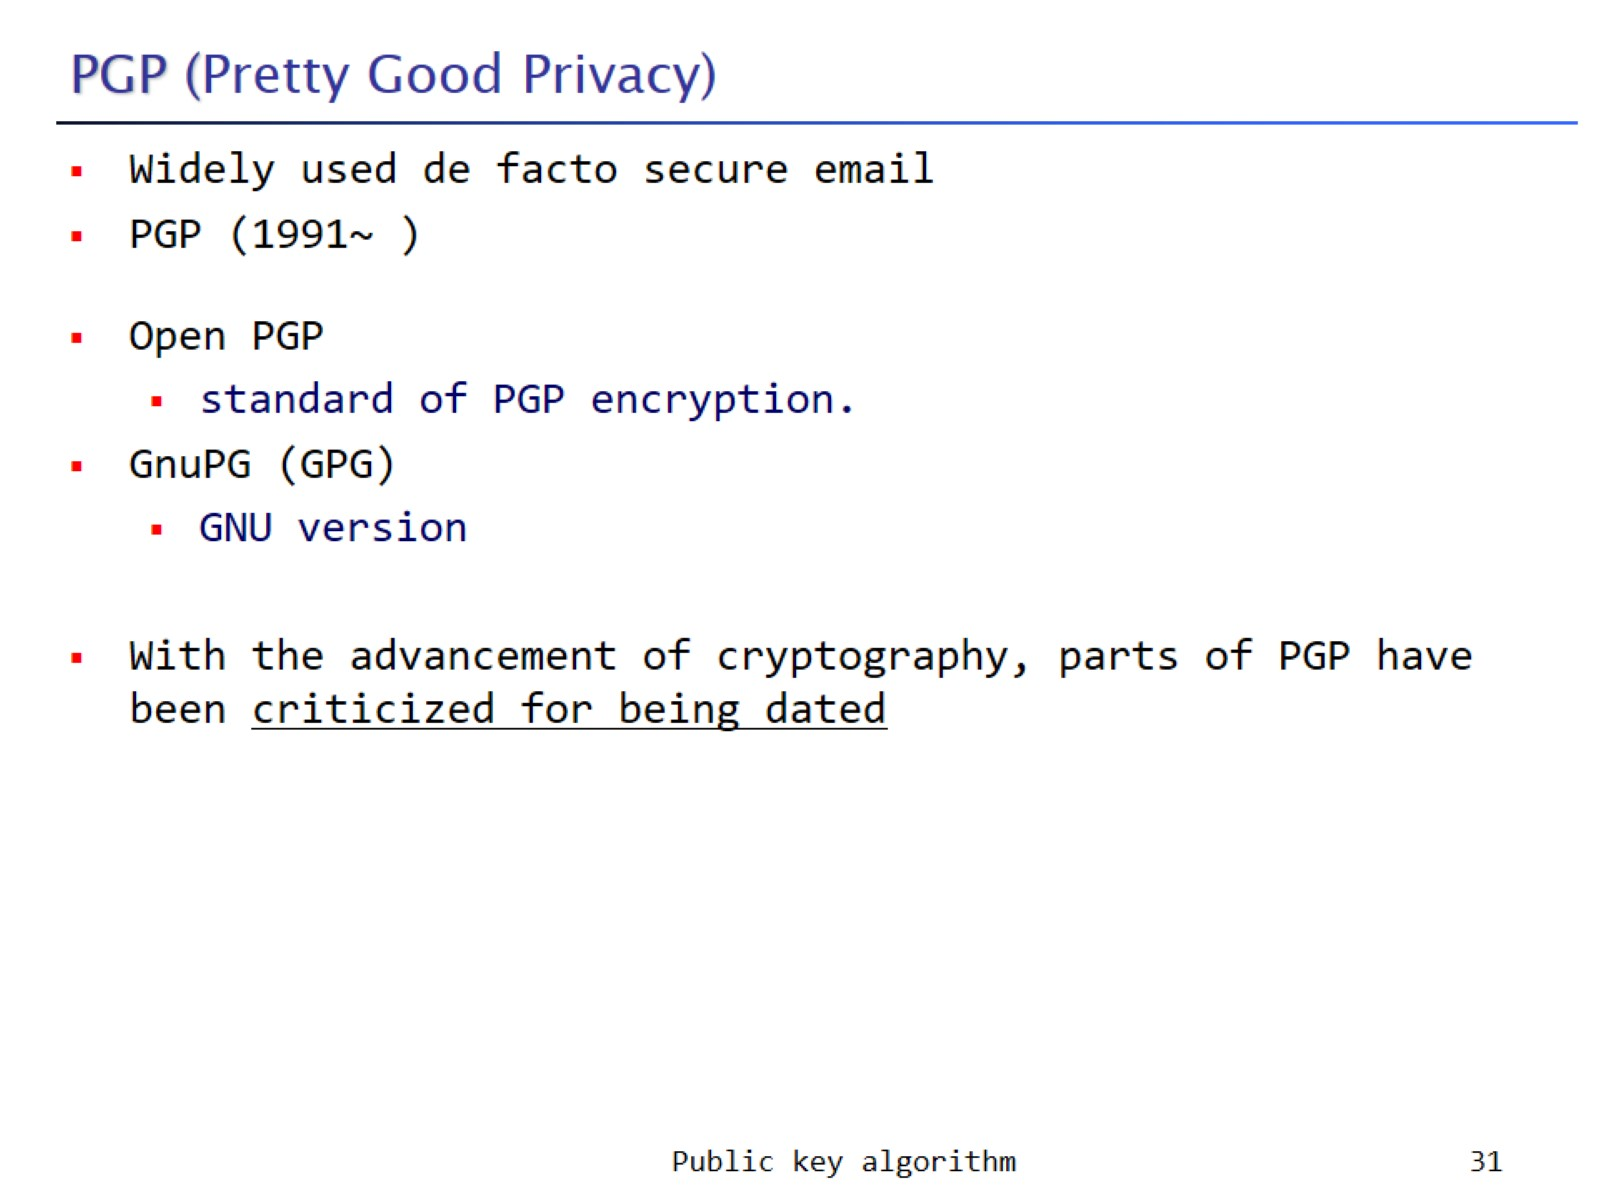 PGP (Pretty Good Privacy)
▪ Widely used de facto secure email
▪ PGP (1991~ )
▪ Open PGP
▪ standard of PGP encryption.
▪ GnuPG (GPG)
▪ GNU version
▪ With the advancement of cryptography, parts of PGP have
been criticized for being dated
Public key algorithm
31